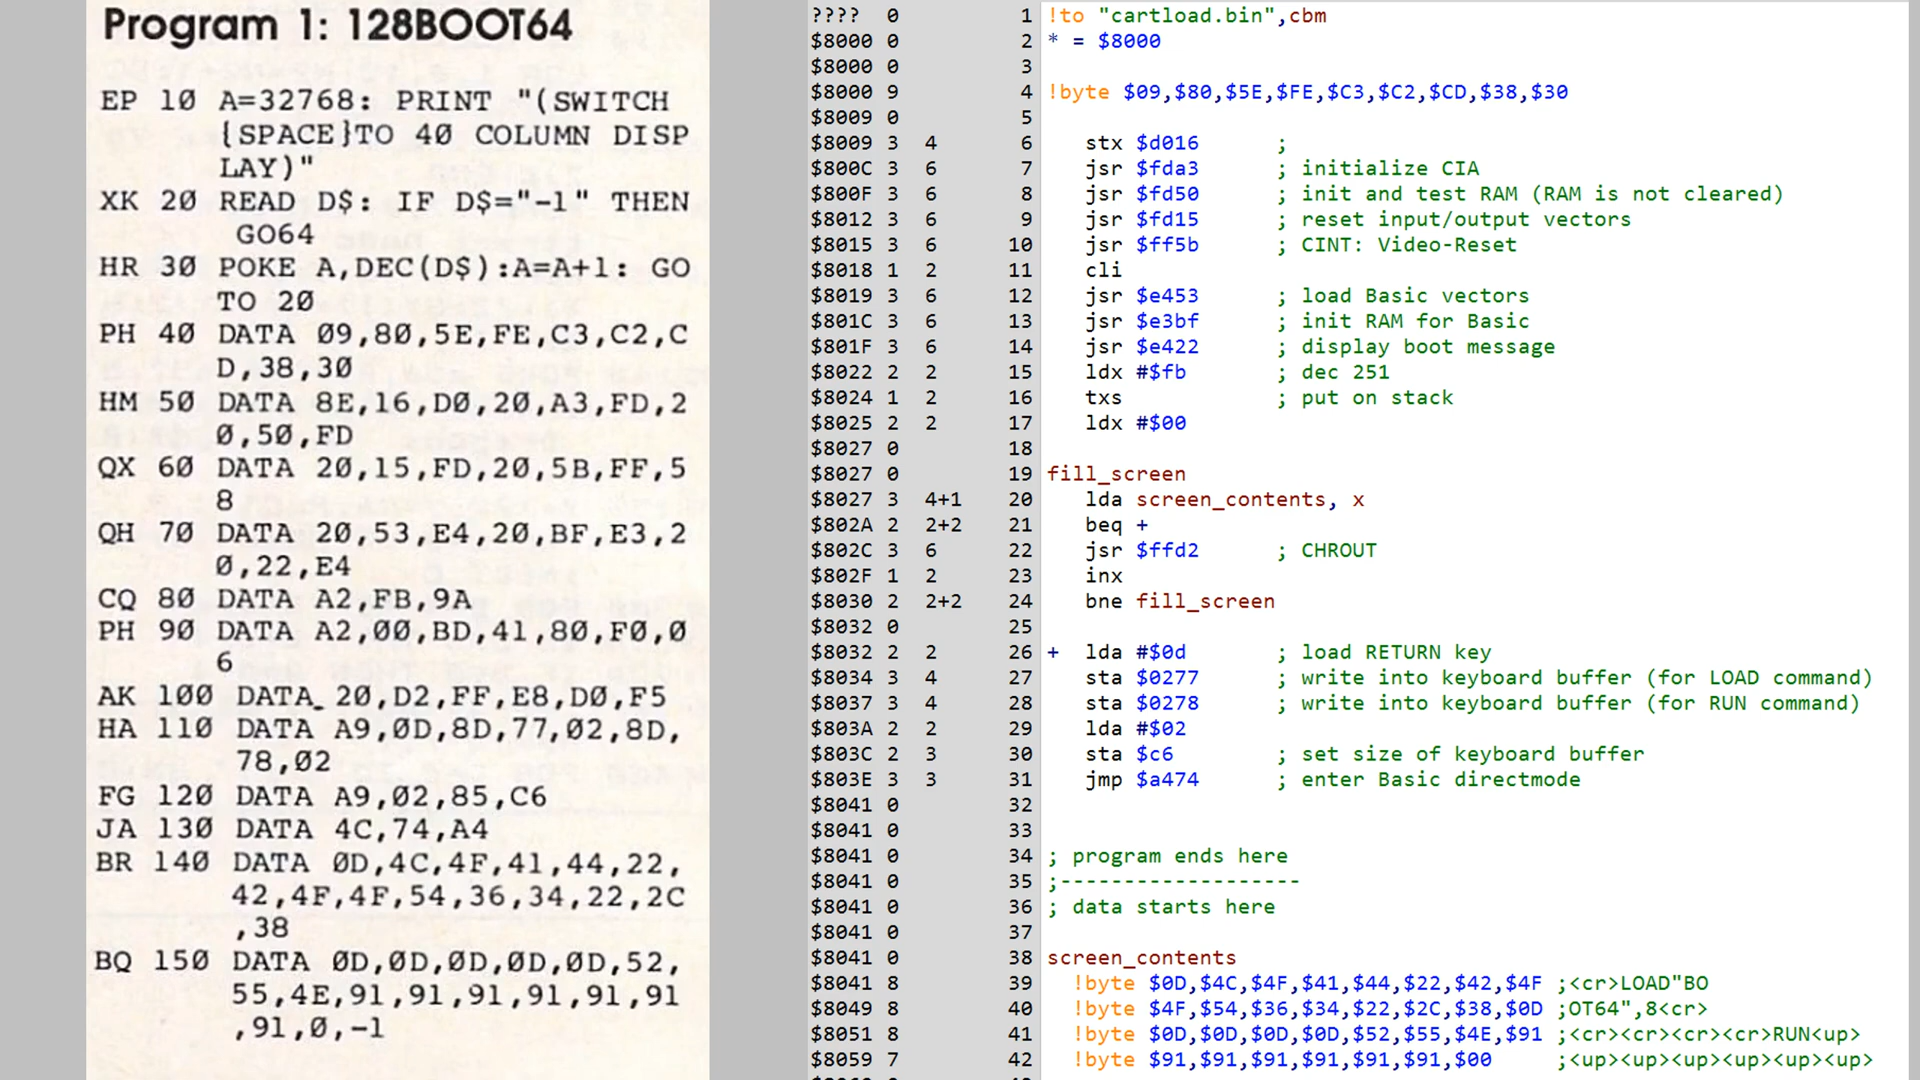 Program 1: 128BOOT64
EP 10 A=32768: PRINT "(SWITCH
{SPACE}TO 40 COLUMN DISP
LAY)"
XK 20 READ D$: IF D$="-1" THEN
GO64
HR 30 POKE A,DEC(D$):A=A+1: GO
TO 20
PH 40 DATA 09,80,5E,FE,C3,C2,C
D,38,30
HM 50 DATA 8E,16,D0,20,A3,FD,2
0,50,FD
QX 60 DATA 20,15,FD,20,5B,FF,5
8
QH 70 DATA 20,53,E4,20,BF,E3,2
0,22,E4
CQ 80 DATA A2,FB,9A
PH 90 DATA A2,00,BD,41,80,F0,0
6
AK 100 DATA 20,D2,FF,E8,D0,F5
HA 110 DATA A9,0D,8D,77,02,8D,
78,02
FG 120 DATA A9,02,85,C6
JA 130 DATA 4C,74,A4
BR 140 DATA 0D,4C,4F,41,44,22,
42,4F,4F,54,36,34,22,2C
,38
BQ 150 DATA 0D,0D,0D,0D,0D,52,
55,4E,91,91,91,91,91,91
,91,0,-1
???? 0 1 !to "cartload.bin",cbm
$8000 0 2 * = $8000
$8000 0 3
$8000 9 4 !byte $09,$80,$5E,$FE,$C3,$C2,$CD,$38,$30
$8009 0 5
$8009 3 4 6 stx $d016 ;
$800C 3 6 7 jsr $fda3 ; initialize CIA
$800F 3 6 8 jsr $fd50 ; init and test RAM (RAM is not cleared)
$8012 3 6 9 jsr $fd15 ; reset input/output vectors
$8015 3 6 10 jsr $ff5b ; CINT: Video-Reset
$8018 1 2 11 cli
$8019 3 6 12 jsr $e453 ; load Basic vectors
$801C 3 6 13 jsr $e3bf ; init RAM for Basic
$801F 3 6 14 jsr $e422 ; display boot message
$8022 2 2 15 ldx #$fb ; dec 251
$8024 1 2 16 txs ; put on stack
$8025 2 2 17 ldx #$00
$8027 0 18
$8027 0 19 fill_screen
$8027 3 4+1 20 lda screen_contents, x
$802A 2 2+2 21 beq +
$802C 3 6 22 jsr $ffd2 ; CHROUT
$802F 1 2 23 inx
$8030 2 2+2 24 bne fill_screen
$8032 0 25
$8032 2 2 26 + lda #$0d ; load RETURN key
$8034 3 4 27 sta $0277 ; write into keyboard buffer (for LOAD command)
$8037 3 4 28 sta $0278 ; write into keyboard buffer (for RUN command)
$803A 2 2 29 lda #$02
$803C 2 3 30 sta $c6 ; set size of keyboard buffer
$803E 3 3 31 jmp $a474 ; enter Basic directmode
$8041 0 32
$8041 0 33
$8041 0 34 ; program ends here
$8041 0 35 ;-------------------
$8041 0 36 ; data starts here
$8041 0 37
$8041 0 38 screen_contents
$8041 8 39 !byte $0D,$4C,$4F,$41,$44,$22,$42,$4F ;<cr>LOAD"BO
$8049 8 40 !byte $4F,$54,$36,$34,$22,$2C,$38,$0D ;OT64",8<cr>
$8051 8 41 !byte $0D,$0D,$0D,$0D,$52,$55,$4E,$91 ;<cr><cr><cr><cr>RUN<up>
$8059 7 42 !byte $91,$91,$91,$91,$91,$91,$00 ;<up><up><up><up><up><up>